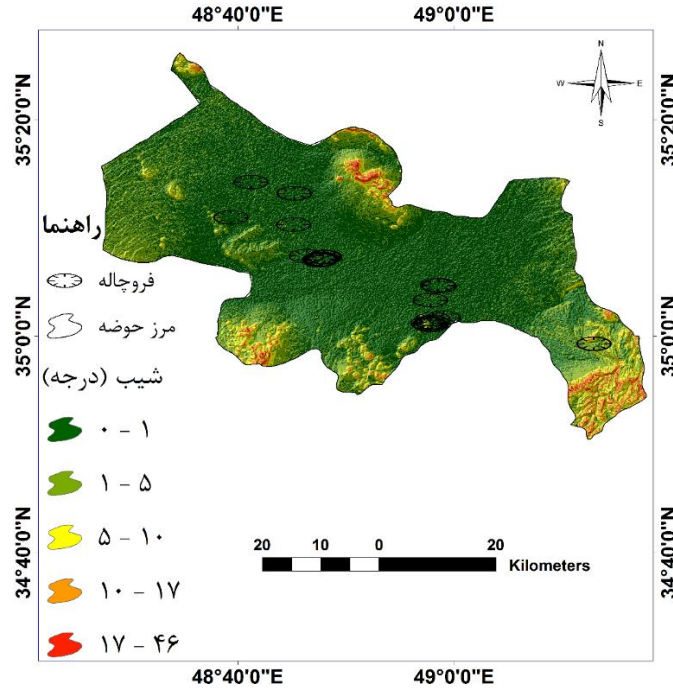 48°40'0"E 49°0'0"E
N
W E
S
35°20'0"N 35°20'0"N
راهنما
فروچاله
مرز حوضه
35°0'0"N 35°0'0"N
شیب (درجه)
۰ - ۱
۱ - ۵
۵ - ۱۰
20 10 0 20
Kilometers
34°40'0"N 34°40'0"N
۱۰ - ۱۷
۱۷ - ۴۶
48°40'0"E 49°0'0"E